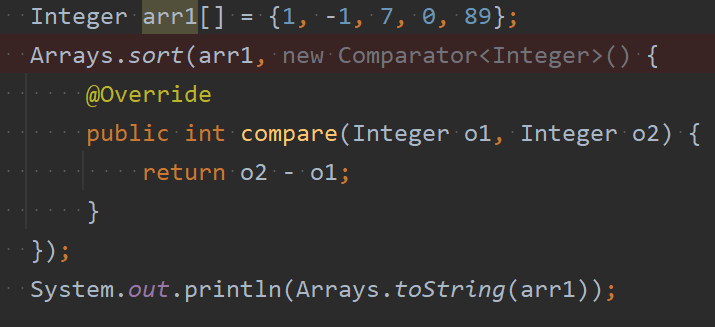 Integer arr1[] = {1, -1, 7, 0, 89};
Arrays.sort(arr1, new Comparator<Integer>() {
@Override
public int compare(Integer o1, Integer o2) {
return o2 - o1;
}
});
System.out.println(Arrays.toString(arr1));